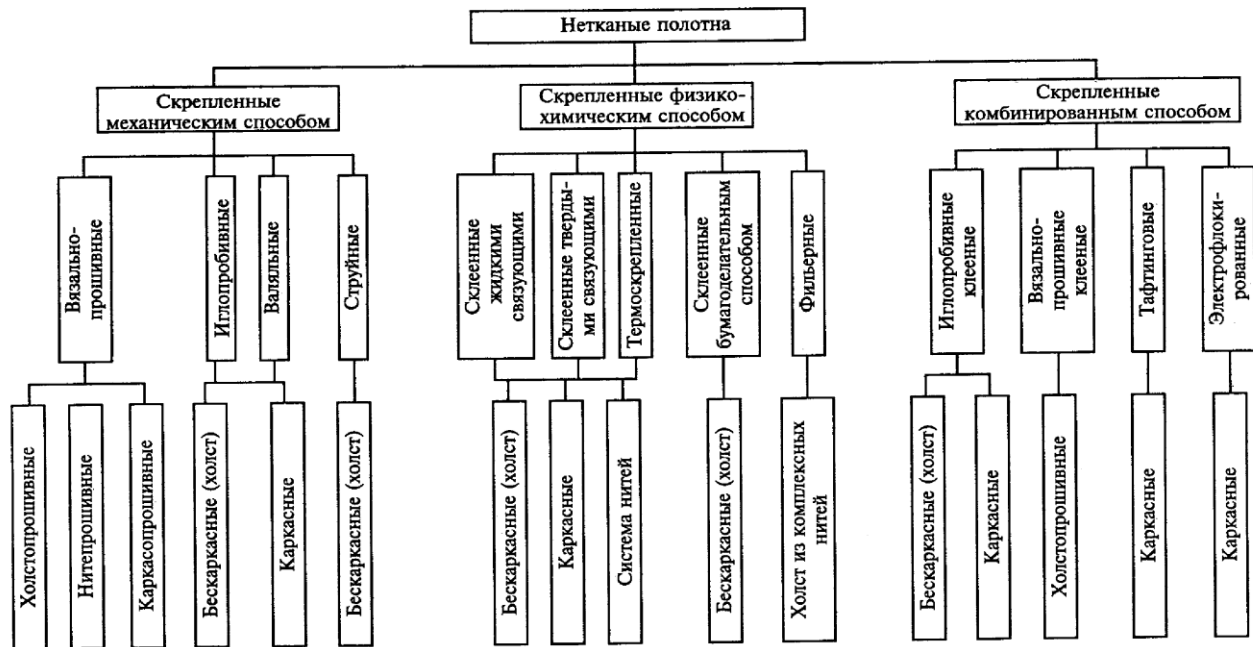 Нетканые полотна
Скрепленные
механическим способом
Скрепленные физико-
химическим способом
Скрепленные
комбинированным способом
Вязально-
прошивные
Иглопробивные
Валяльные
Струйные
Склеенные
жидкими
связующими
Склеенные тверды-
ми связующими
Термоскрепленные
Склеенные
бумагоделательным
способом
Фильерные
Иглопробивные
клееные
Вязально-
прошивные
клееные
Тафтинговые
Электрофлоки-
рованные
Холстопрошивные
Нитепрошивные
Каркасопрошивные
Бескаркасные (холст)
Каркасные
Бескаркасные (холст)
Бескаркасные (холст)
Каркасные
Система нитей
Бескаркасные (холст)
Холст из комплексных
нитей
Бескаркасные (холст)
Каркасные
Холстопрошивные
Каркасные
Каркасные